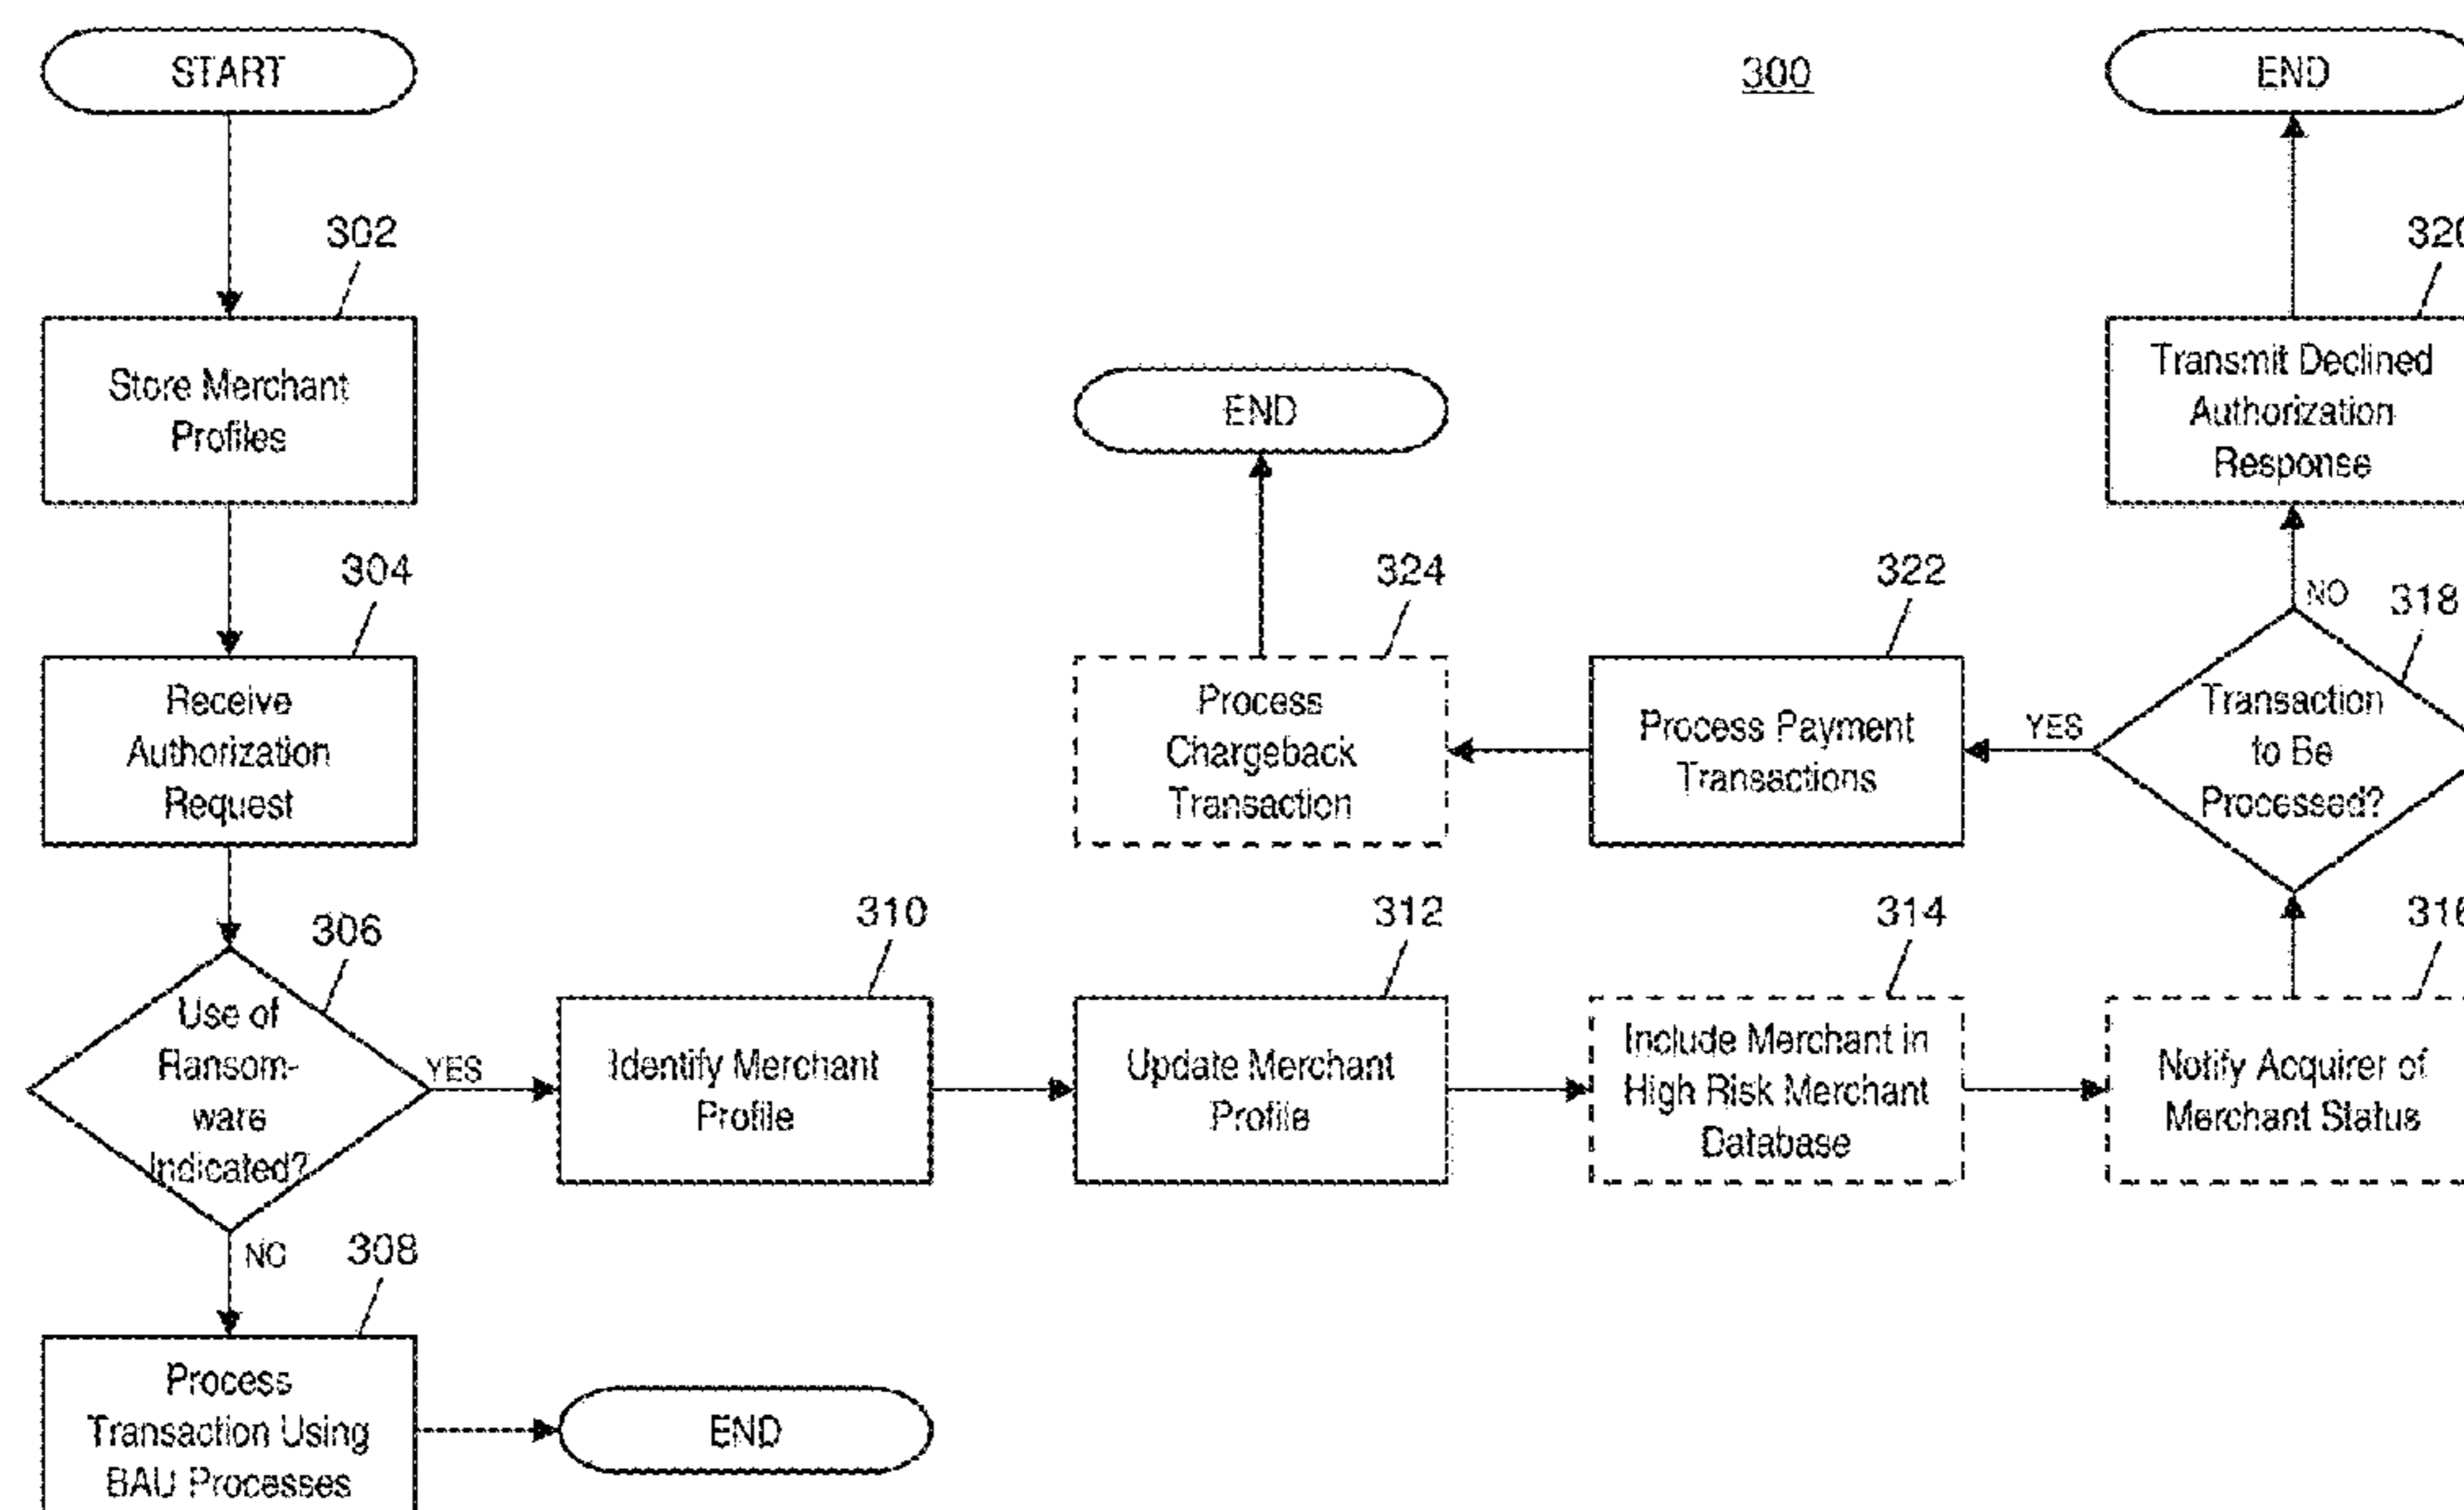 START
300
END
302
Store Merchant
Profiles
304
Receive
Authorization
Request
306
Use of
Ransom-
ware
Indicated?
YES
NO
308
Process
Transaction Using
BAU Processes
END
310
Identify Merchant
Profile
312
Update Merchant
Profile
314
Include Merchant in
High Risk Merchant
Database
316
Notify Acquirer of
Merchant Status
318
Transaction
to Be
Processed?
NO
YES
320
Transmit Declined
Authorization
Response
322
Process Payment
Transactions
324
Process
Chargeback
Transaction
END